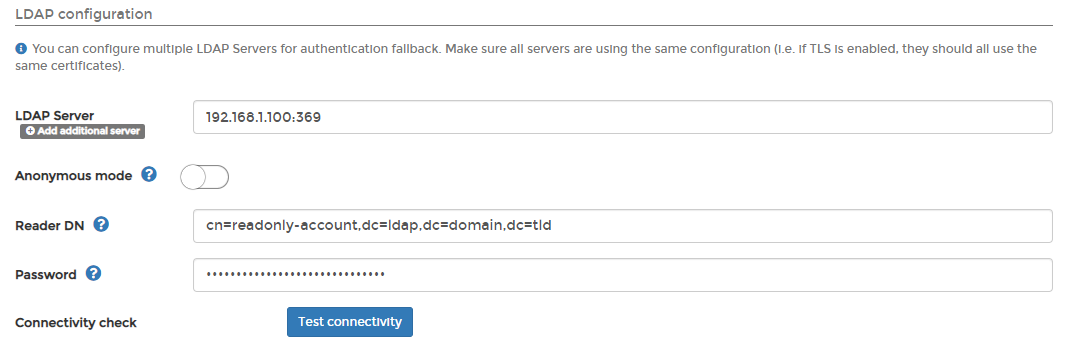 LDAP configuration
You can configure multiple LDAP Servers for authentication fallback. Make sure all servers are using the same configuration (i.e. if TLS is enabled, they should all use the
same certificates).
LDAP Server
192.168.1.100:369
Add additional server
Anonymous mode ?
Reader DN ?
cn=readonly-account,dc=ldap,dc=domain,dc=tld
Password ?
•••••••••••••••••••••••••••••••
Connectivity check
Test connectivity